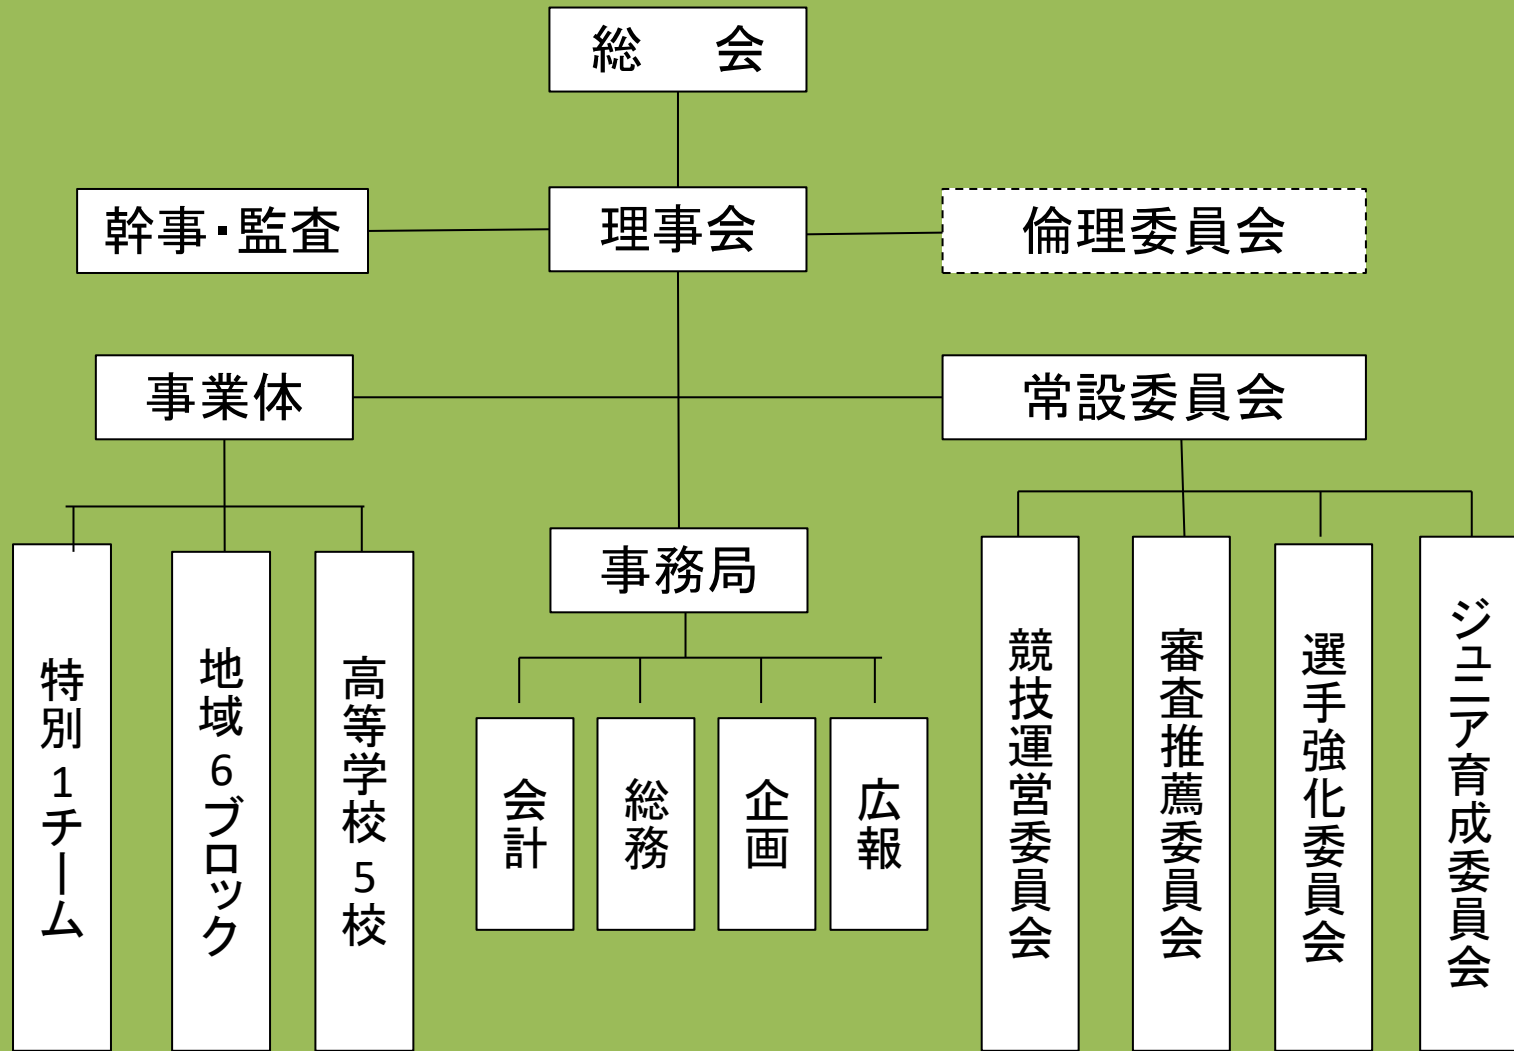 総　会
幹事・監査
理事会
倫理委員会
事業体
常設委員会
事務局
特別1チーム
地域6ブロック
高等学校5校
会計
総務
企画
広報
競技運営委員会
審査推薦委員会
選手強化委員会
ジュニア育成委員会